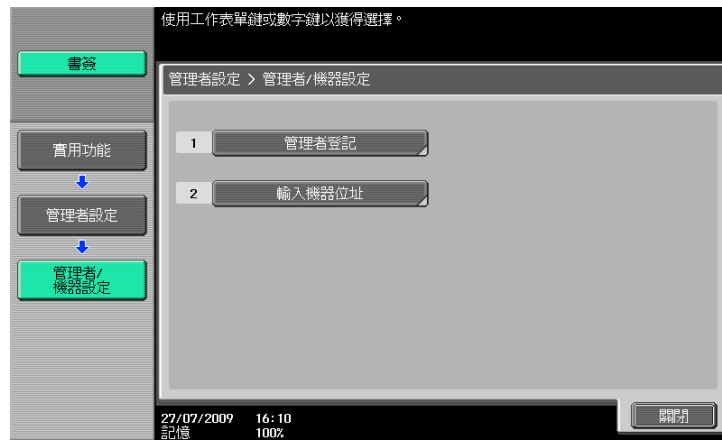 使用工作表單鍵或數字鍵以獲得選擇。
書簽
實用功能
管理者設定
管理者/
機器設定
管理者設定 > 管理者/機器設定
1 管理者登記
2 輸入機器位址
27/07/2009 16:10
記憶 100%
關閉